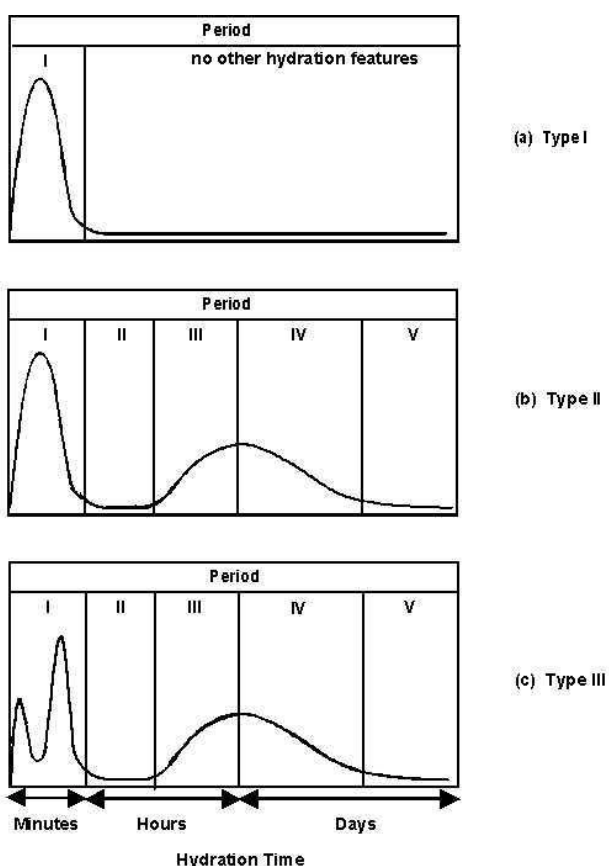 Period
I
no other hydration features
(a) Type I
Period
I II III IV V
(b) Type II
Period
I II III IV V
(c) Type III
Minutes Hours Days
Hydration Time